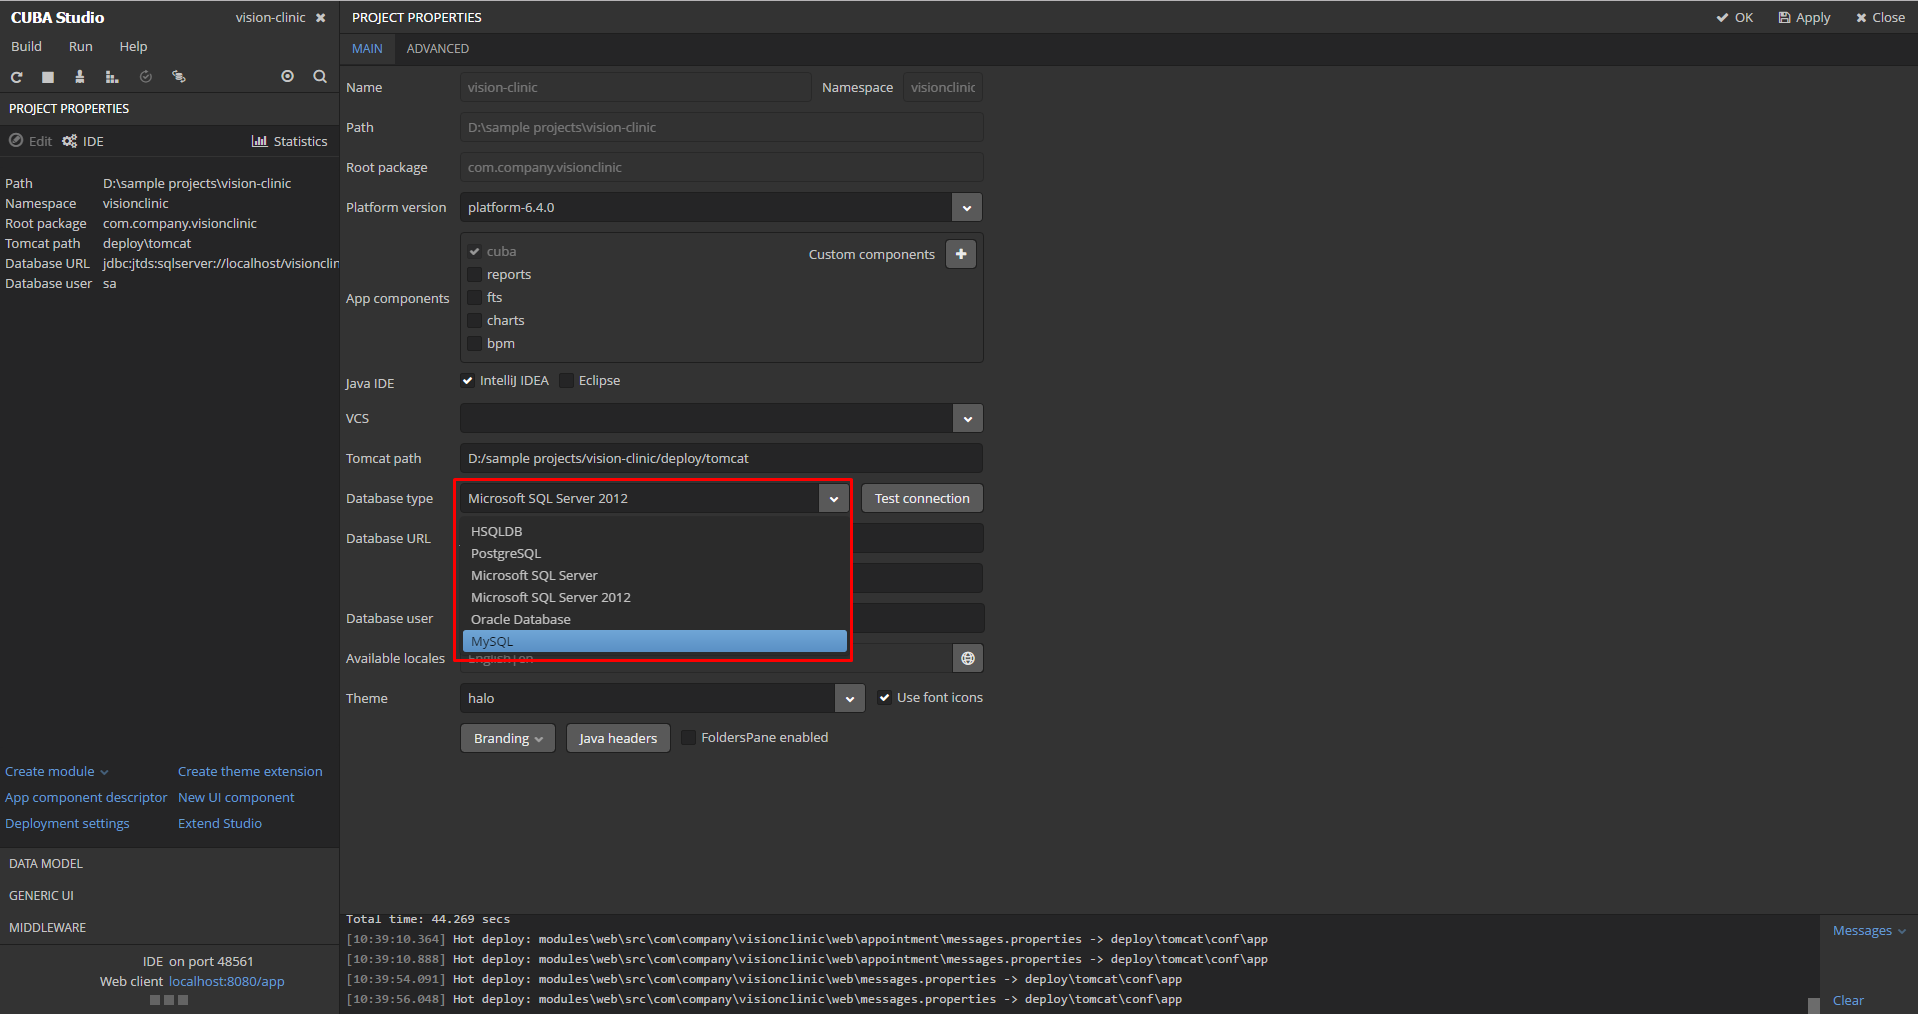 CUBA Studio
vision-clinic
Build Run Help
PROJECT PROPERTIES
Edit IDE Statistics
Path D:\sample projects\vision-clinic
Namespace visionclinic
Root package com.company.visionclinic
Tomcat path deploy\tomcat
Database URL jdbc:jtds:sqlserver://localhost/visionclin
Database user sa
Create module Create theme extension
App component descriptor New UI component
Deployment settings Extend Studio
DATA MODEL
GENERIC UI
MIDDLEWARE
IDE on port 48561
Web client localhost:8080/app
PROJECT PROPERTIES
OK Apply Close
MAIN ADVANCED
Name vision-clinic Namespace visionclinic
Path D:\sample projects\vision-clinic
Root package com.company.visionclinic
Platform version platform-6.4.0
App components
cuba
Custom components
reports
fts
charts
bpm
Java IDE IntelliJ IDEA Eclipse
VCS
Tomcat path D:/sample projects/vision-clinic/deploy/tomcat
Database type Microsoft SQL Server 2012 Test connection
HSQLDB
PostgreSQL
Microsoft SQL Server
Microsoft SQL Server 2012
Oracle Database
MySQL
Database URL
Database user
Available locales English|en
Theme halo Use font icons
Branding Java headers FoldersPane enabled
Total time: 44.269 secs
[10:39:10.364] Hot deploy: modules\web\src\com\company\visionclinic\web\appointment\messages.properties -> deploy\tomcat\conf\app
[10:39:10.888] Hot deploy: modules\web\src\com\company\visionclinic\web\appointment\messages.properties -> deploy\tomcat\conf\app
[10:39:54.091] Hot deploy: modules\web\src\com\company\visionclinic\web\messages.properties -> deploy\tomcat\conf\app
[10:39:56.048] Hot deploy: modules\web\src\com\company\visionclinic\web\messages.properties -> deploy\tomcat\conf\app
Messages
Clear